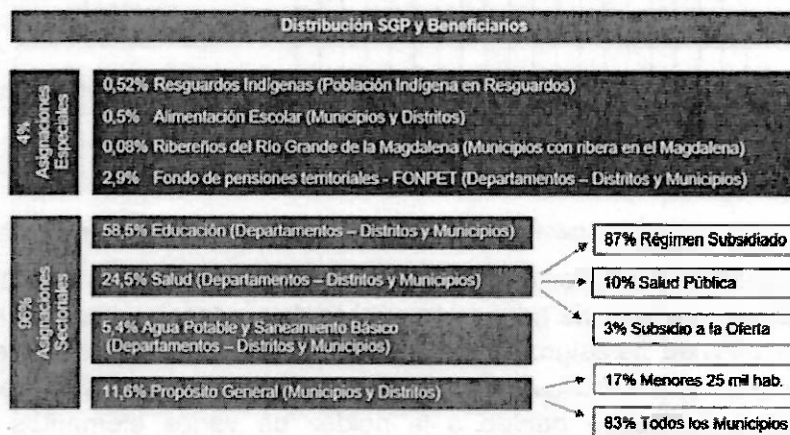 Distribución SGP y Beneficiarios
4%
Asignaciones
Especiales
0,52% Resguardos Indígenas (Población Indígena en Resguardos)
0,5% Alimentación Escolar (Municipios y Distritos)
0,08% Ribereños del Río Grande de la Magdalena (Municipios con ribera en el Magdalena)
2,9% Fondo de pensiones territoriales - FONPET (Departamentos – Distritos y Municipios)
96%
Asignaciones
Sectoriales
58,5% Educación (Departamentos – Distritos y Municipios)
24,5% Salud (Departamentos – Distritos y Municipios)
5,4% Agua Potable y Saneamiento Básico
(Departamentos – Distritos y Municipios)
11,6% Propósito General (Municipios y Distritos)
87% Régimen Subsidiado
10% Salud Pública
3% Subsidio a la Oferta
17% Menores 25 mil hab.
83% Todos los Municipios